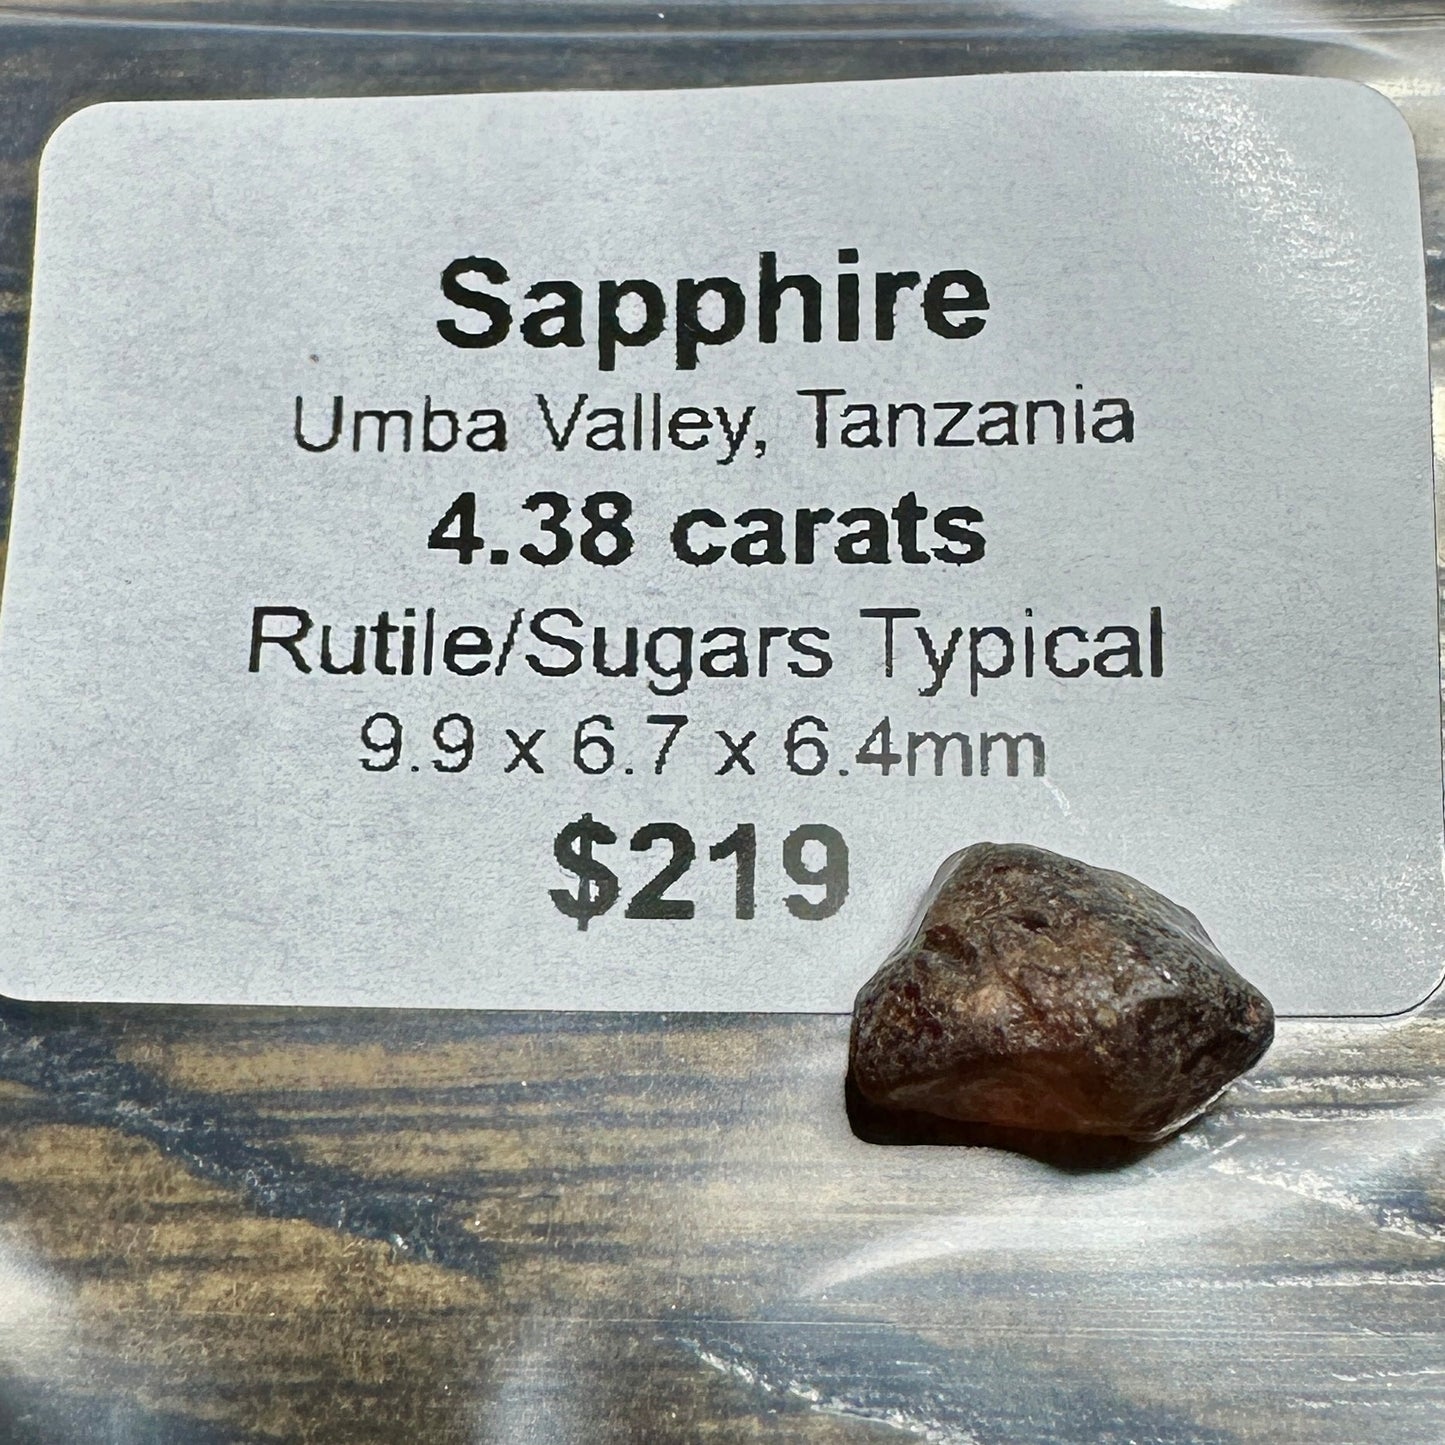 Sapphire
Umba Valley, Tanzania
4.38 carats
Rutile/Sugars Typical
9.9 x 6.7 x 6.4mm
$219